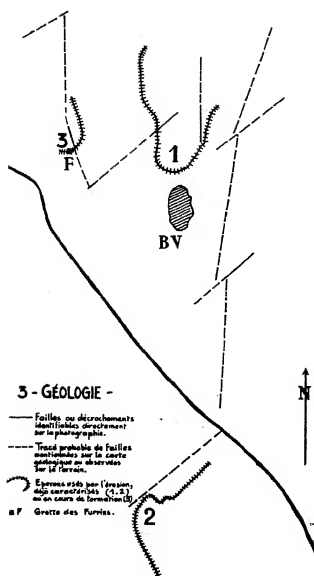 3
F
1
BV
N
3 - GÉOLOGIE -
Failles ou décrochements
identifiables directement
sur la photographie.
Tracé probable de failles
mentionnées sur la carte
géologique ou observées
sur le terrain.
Eperons usés par l'érosion,
déjà caractérisés (1.2)
ou en cours de formation (3)
F Grotte des Furries.
2